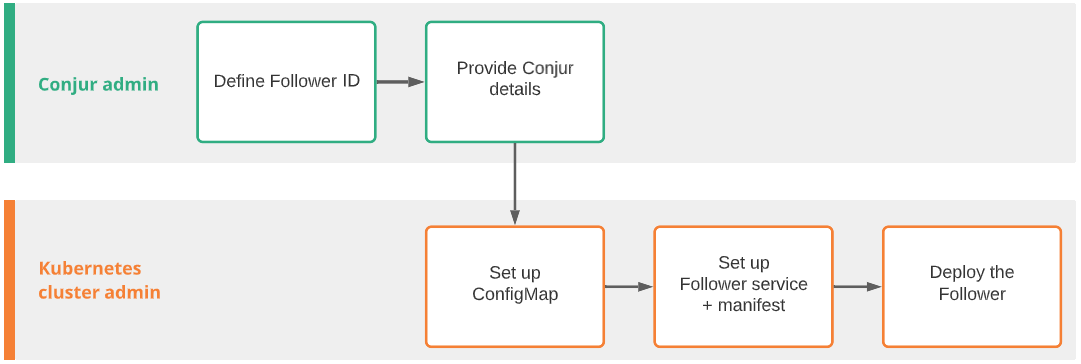 Conjur admin
Define Follower ID
Provide Conjur
details
Kubernetes
cluster admin
Set up
ConfigMap
Set up
Follower service
+ manifest
Deploy the
Follower